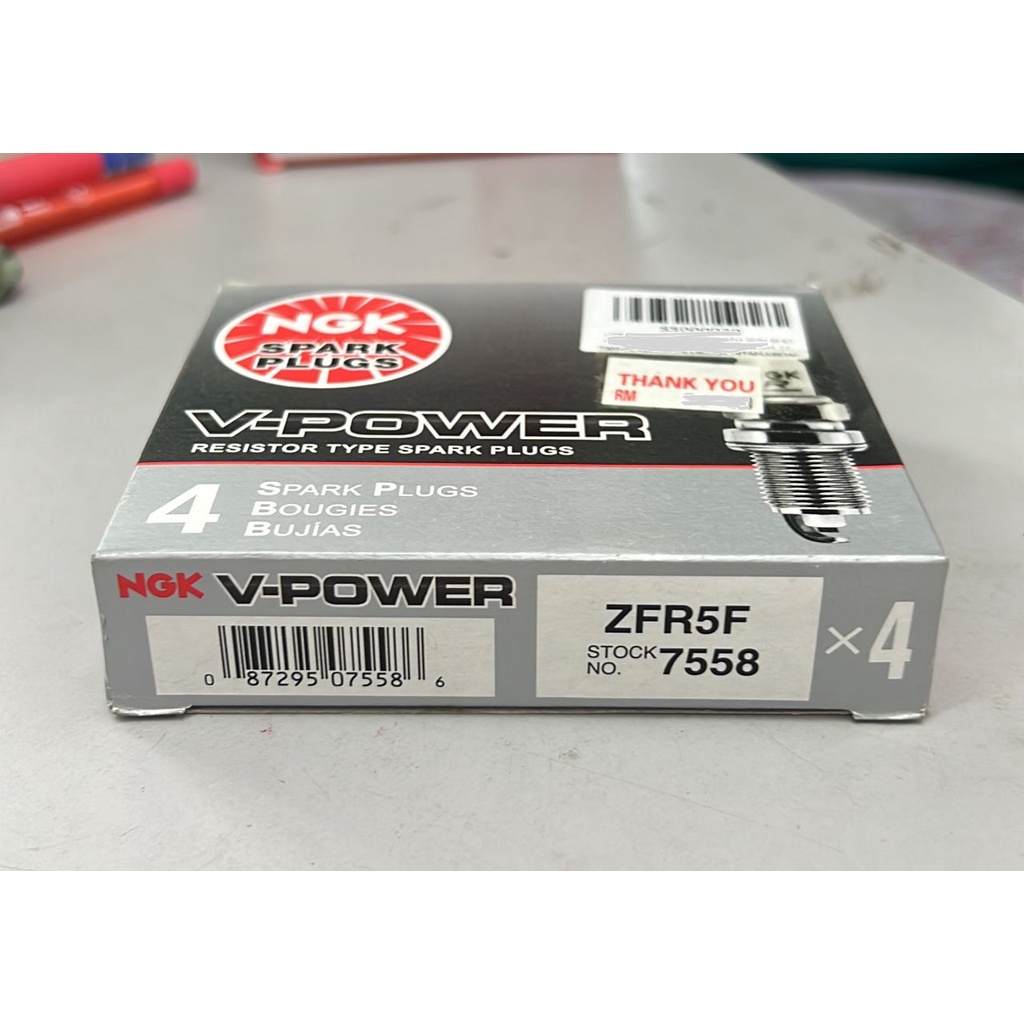 NGK
SPARK
PLUGS
THANK YOU
RM
GK
V-POWER
RESISTOR TYPE SPARK PLUGS
4
SPARK PLUGS
BOUGIES
BUJÍAS
NGK V-POWER
0 87295 07558 6
ZFR5F
STOCK NO. 7558
×4